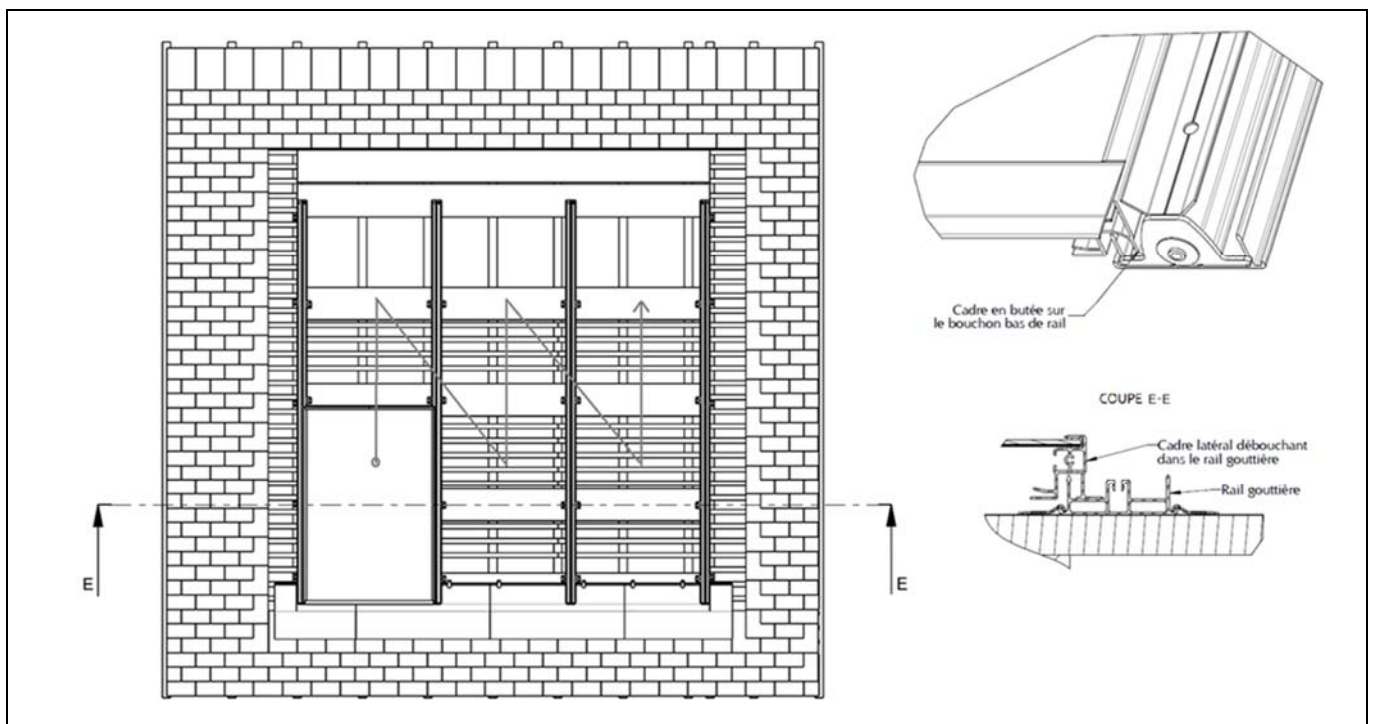 Cadre en butée sur
le bouchon bas de rail
COUPE E-E
Cadre latéral débouchant
dans le rail gouttière
Rail gouttière
E
E